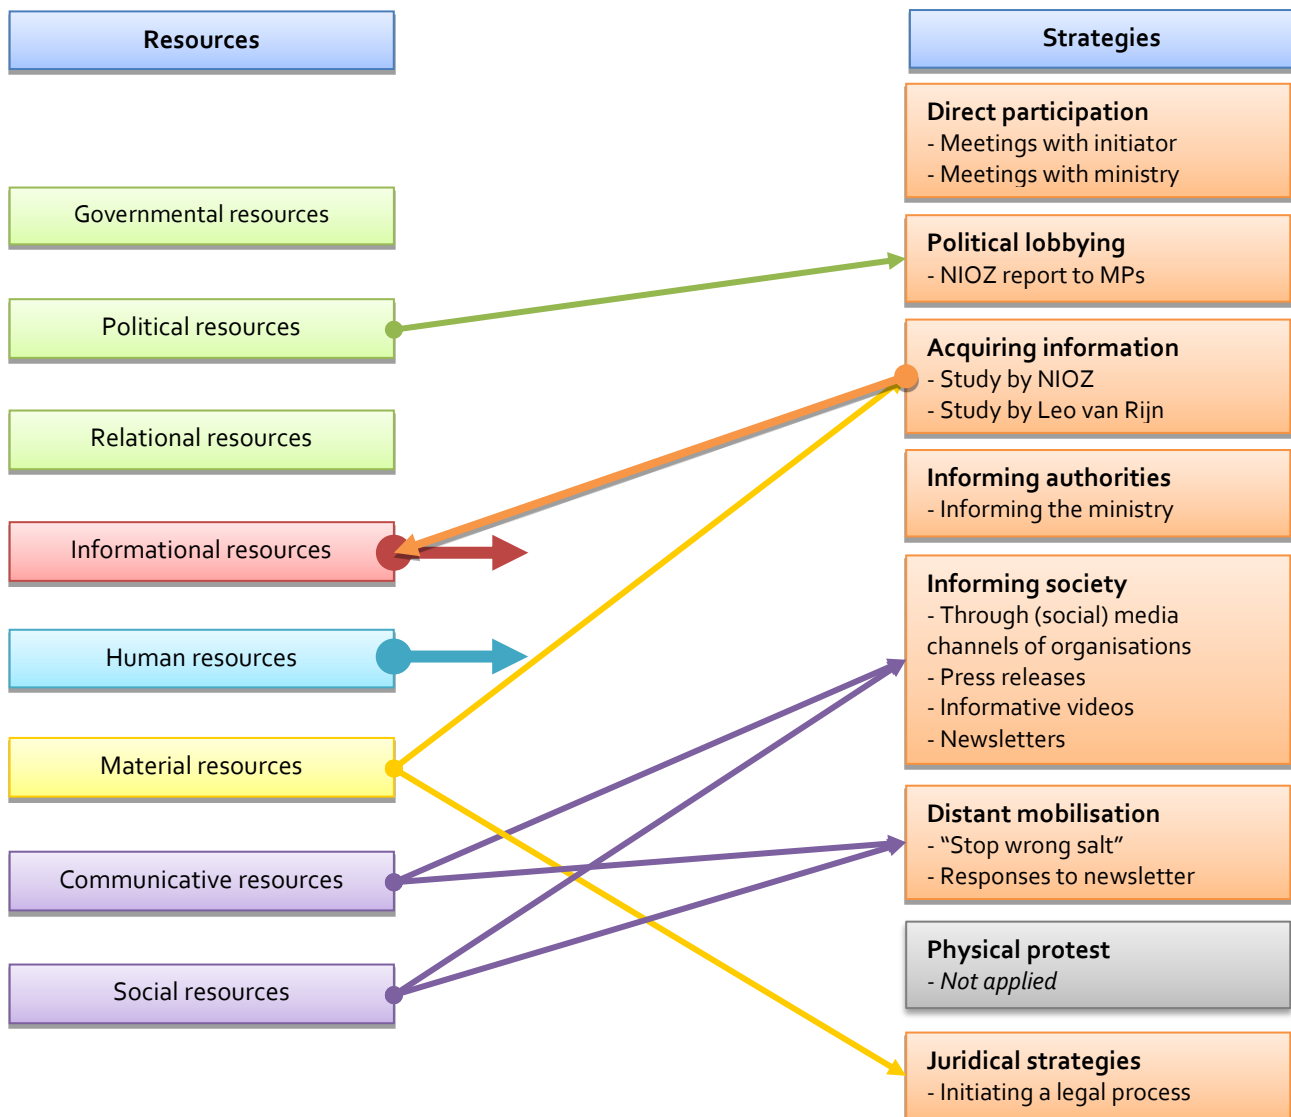 Resources
Governmental resources
Political resources
Relational resources
Informational resources
Human resources
Material resources
Communicative resources
Social resources
Strategies
Direct participation
- Meetings with initiator
- Meetings with ministry
Political lobbying
- NIOZ report to MPs
Acquiring information
- Study by NIOZ
- Study by Leo van Rijn
Informing authorities
- Informing the ministry
Informing society
- Through (social) media
channels of organisations
- Press releases
- Informative videos
- Newsletters
Distant mobilisation
- “Stop wrong salt”
- Responses to newsletter
Physical protest
- Not applied
Juridical strategies
- Initiating a legal process